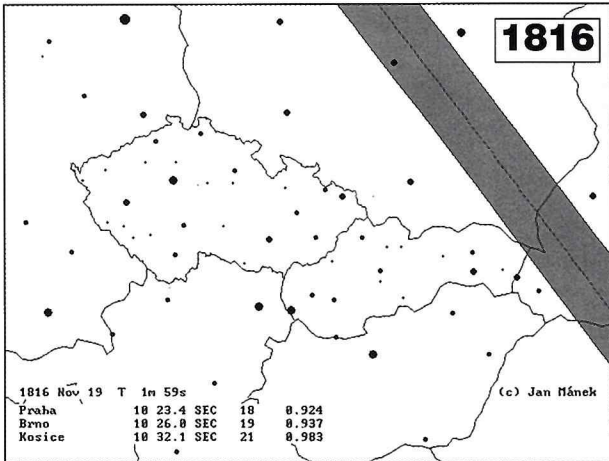 1816
1816 Nov 19 T 1m 59s
(c) Jan Mánek
Praha 10 23.4 SEC 18 0.924
Brno 10 26.0 SEC 19 0.937
Kosice 10 32.1 SEC 21 0.983